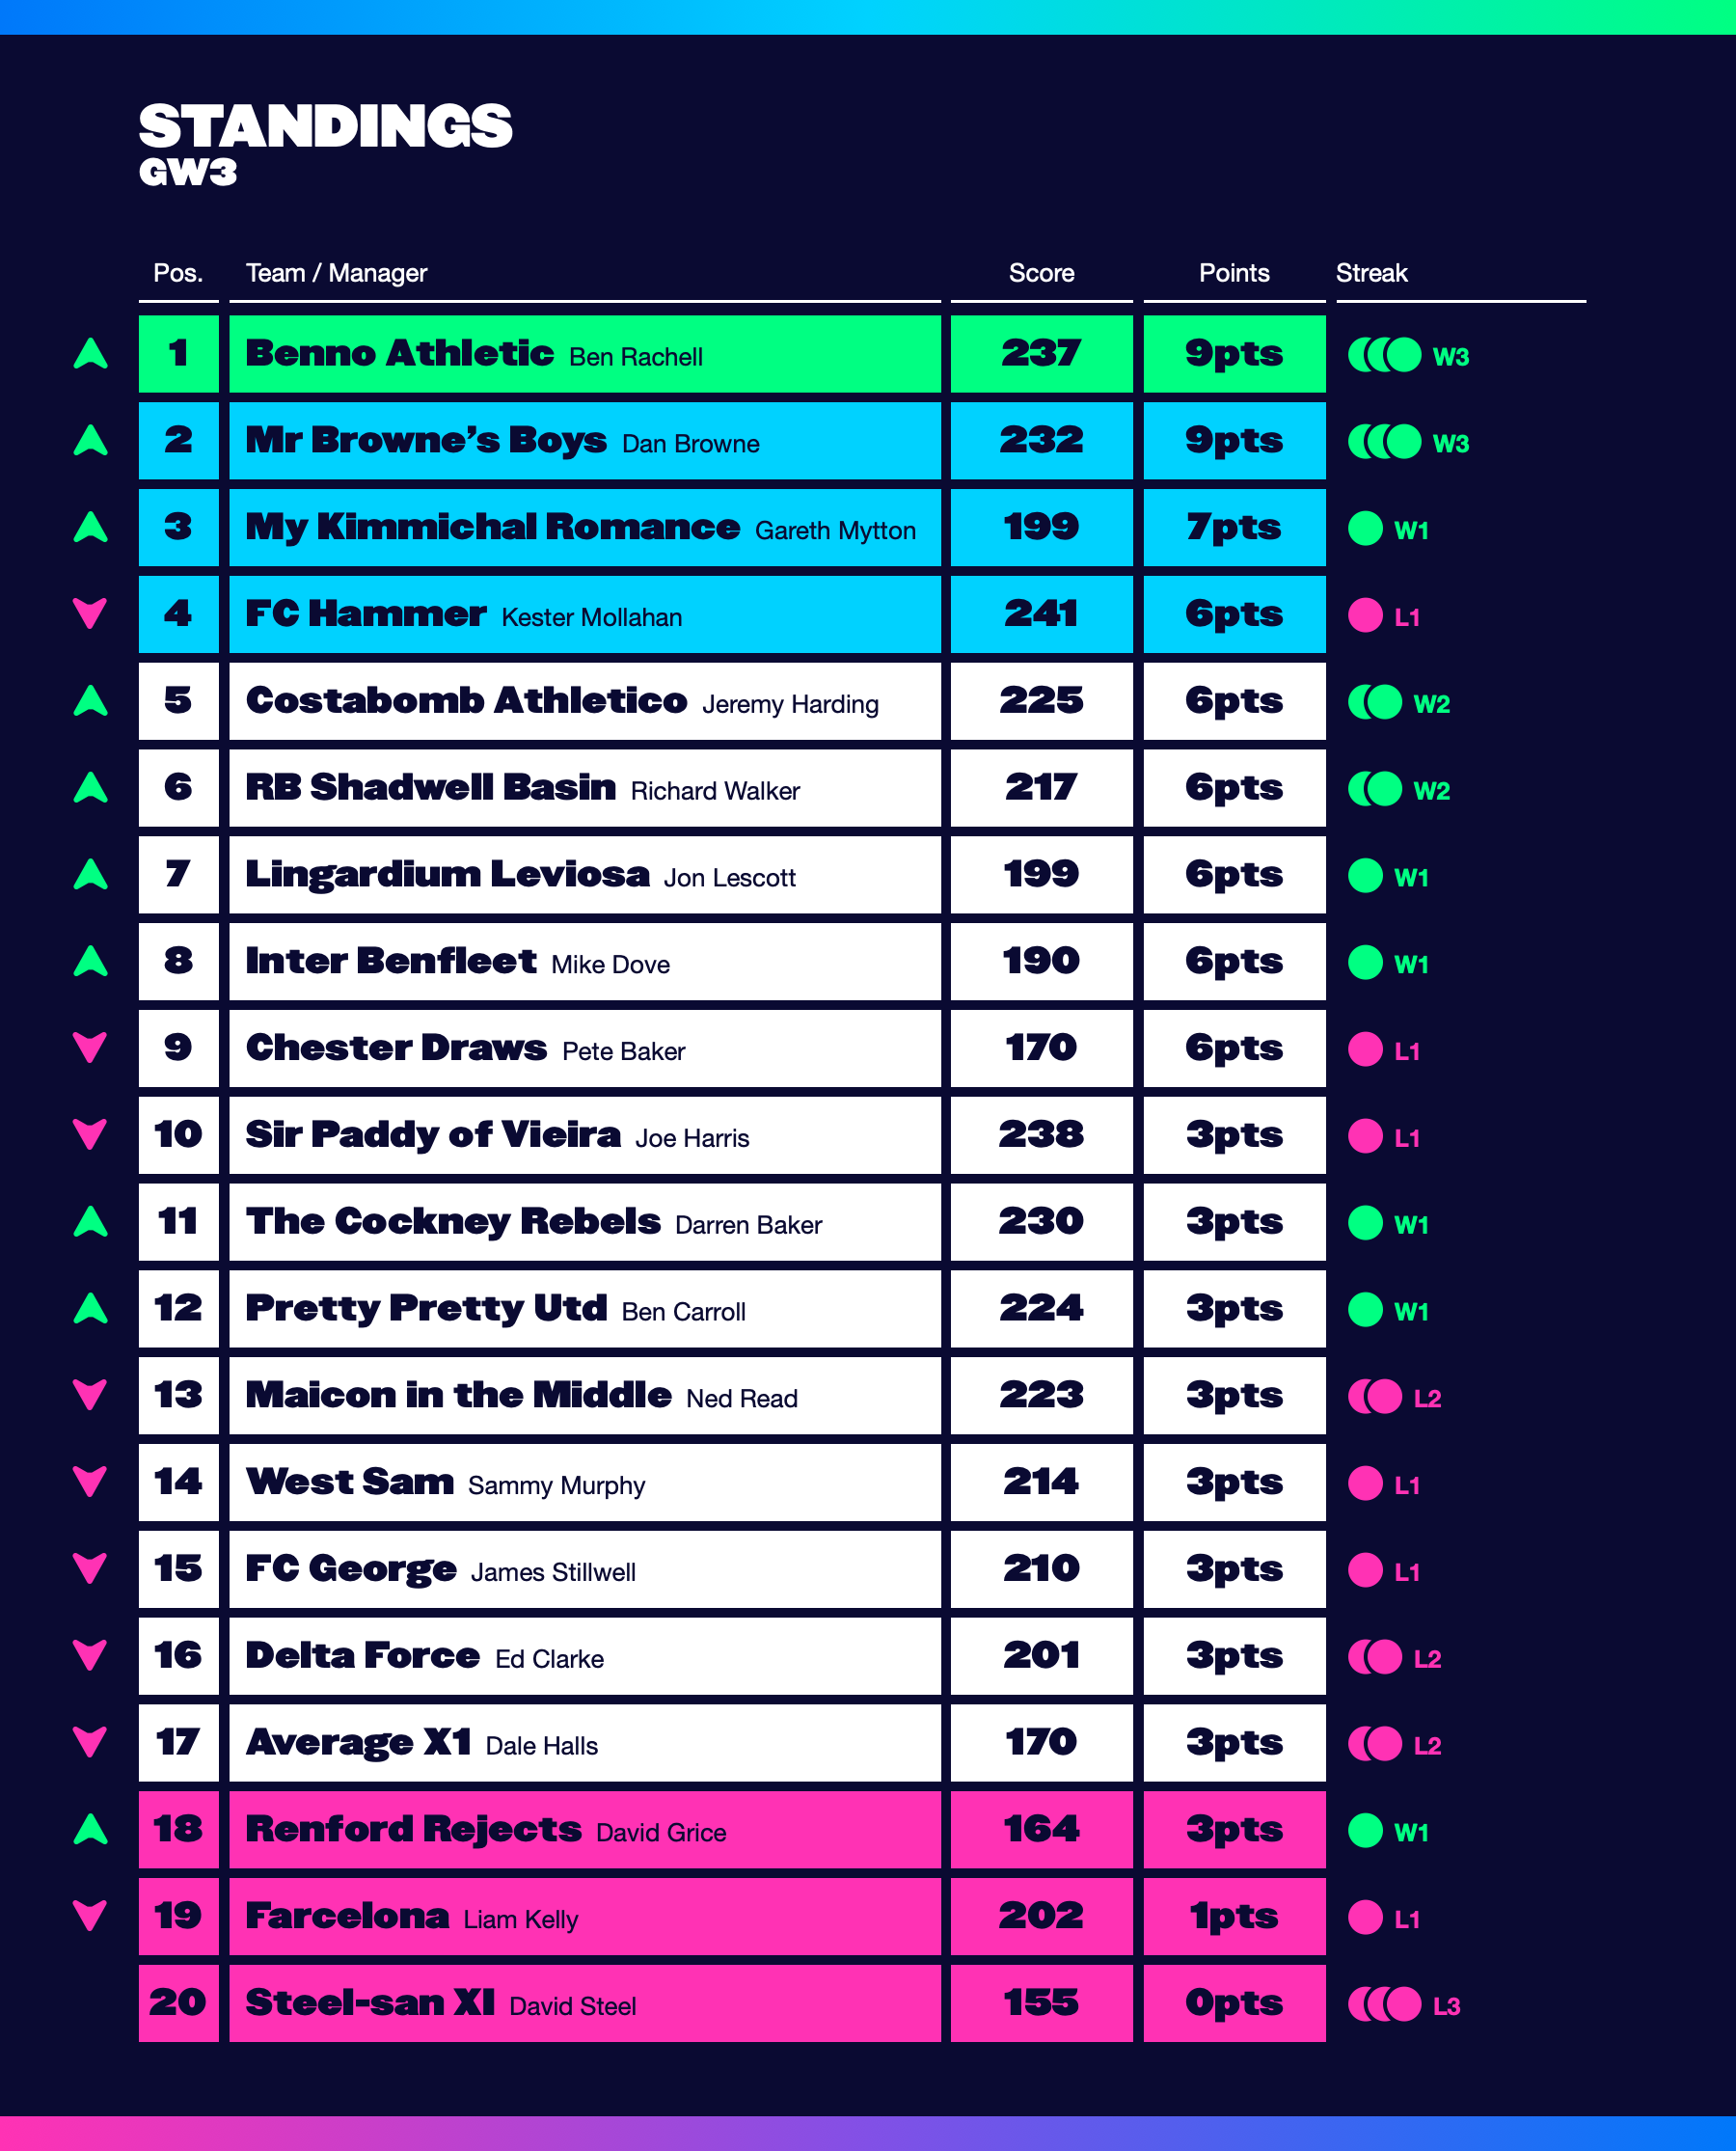 STANDINGS
GW3
Pos. Team / Manager Score Points Streak
1 Benno Athletic Ben Rachell 237 9pts W3
2 Mr Browne’s Boys Dan Browne 232 9pts W3
3 My Kimmichal Romance Gareth Mytton 199 7pts W1
4 FC Hammer Kester Mollahan 241 6pts L1
5 Costabomb Athletico Jeremy Harding 225 6pts W2
6 RB Shadwell Basin Richard Walker 217 6pts W2
7 Lingardium Leviosa Jon Lescott 199 6pts W1
8 Inter Benfleet Mike Dove 190 6pts W1
9 Chester Draws Pete Baker 170 6pts L1
10 Sir Paddy of Vieira Joe Harris 238 3pts L1
11 The Cockney Rebels Darren Baker 230 3pts W1
12 Pretty Pretty Utd Ben Carroll 224 3pts W1
13 Maicon in the Middle Ned Read 223 3pts L2
14 West Sam Sammy Murphy 214 3pts L1
15 FC George James Stillwell 210 3pts L1
16 Delta Force Ed Clarke 201 3pts L2
17 Average X1 Dale Halls 170 3pts L2
18 Renford Rejects David Grice 164 3pts W1
19 Farcelona Liam Kelly 202 1pts L1
20 Steel-san XI David Steel 155 0pts L3